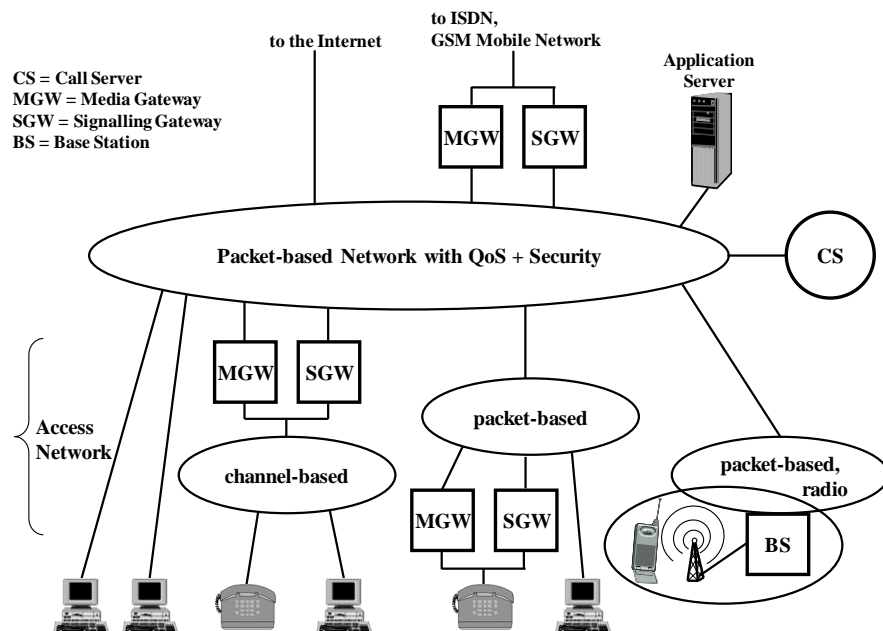 to the Internet
to ISDN,
GSM Mobile Network
Application
Server
CS = Call Server
MGW = Media Gateway
SGW = Signalling Gateway
BS = Base Station
MGW
SGW
Packet-based Network with QoS + Security
CS
MGW
SGW
Access
Network
packet-based
channel-based
packet-based,
radio
MGW
SGW
BS